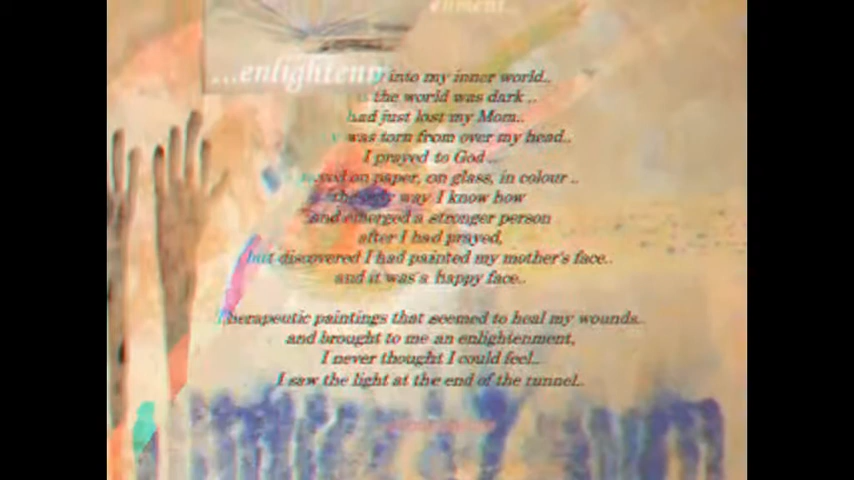 enment..
...enlightenm
into my inner world..
the world was dark ..
had just lost my Mom..
was torn from over my head..
I prayed to God ...
on paper, on glass, in colour ..
the only way I know how
and emerged a stronger person
after I had prayed,
but discovered I had painted my mother's face..
and it was a happy face..
Therapeutic paintings that seemed to heal my wounds..
and brought to me an enlightenment,
I never thought I could feel..
I saw the light at the end of the tunnel..